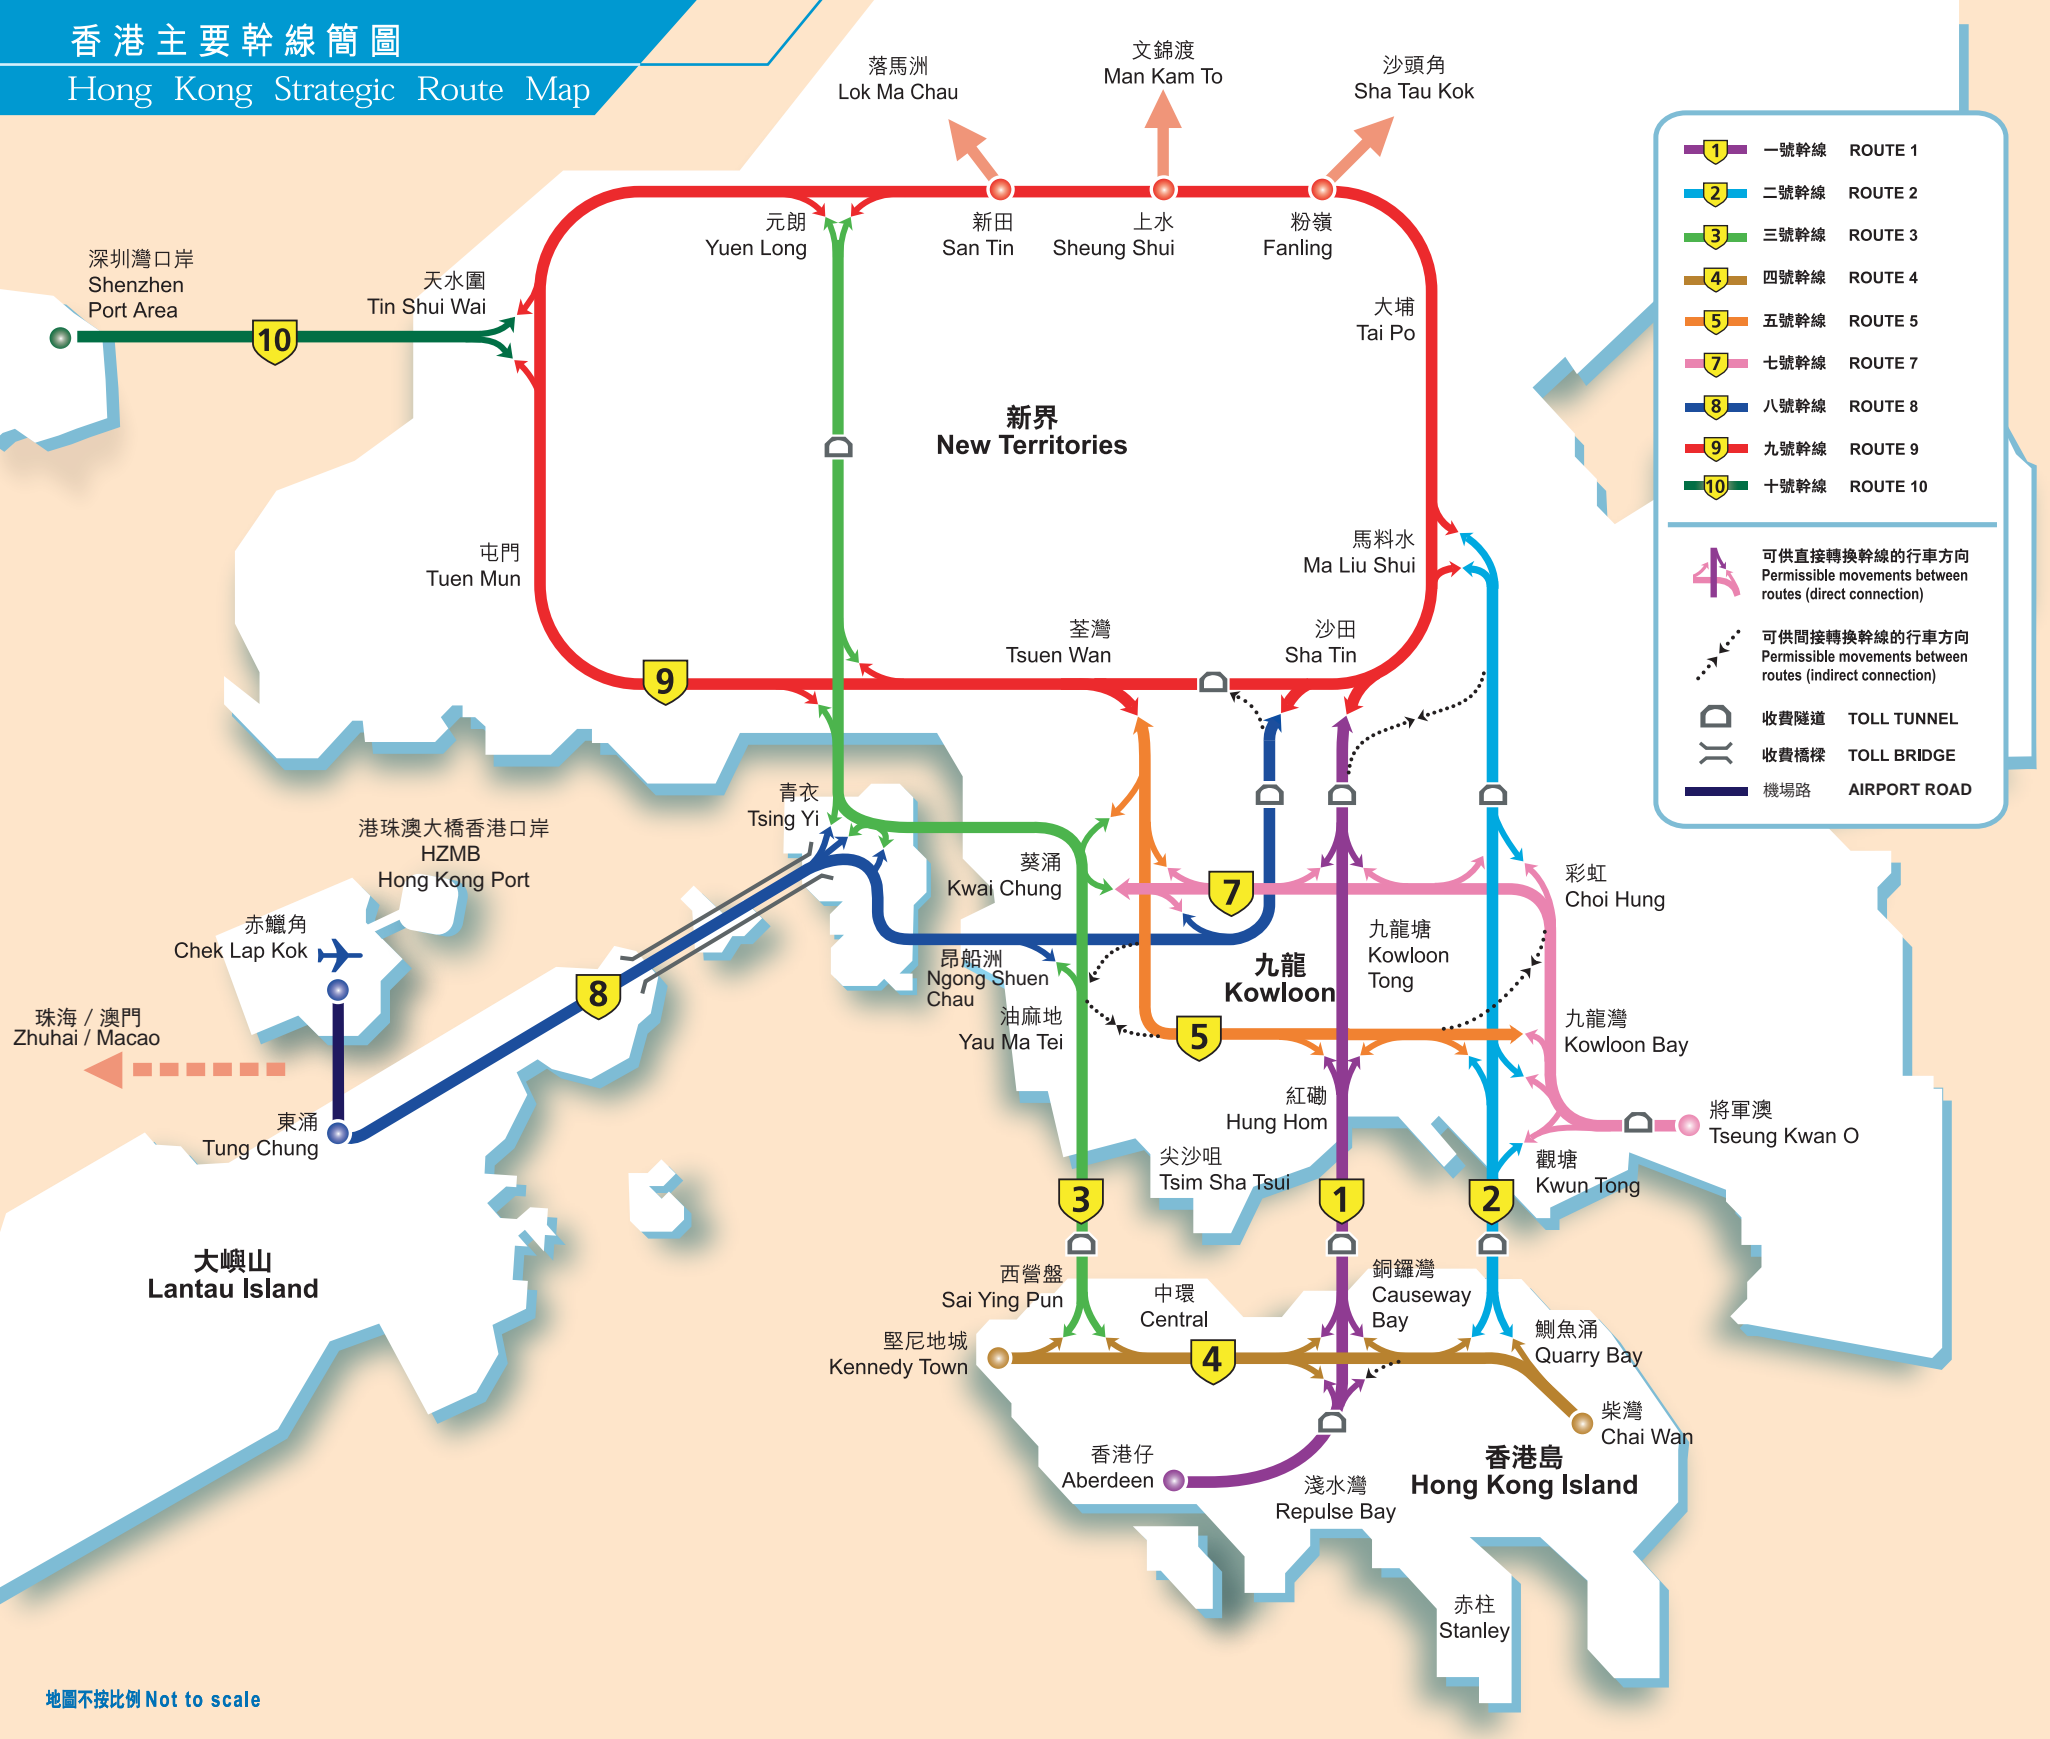 香港主要幹線簡圖
Hong Kong Strategic Route Map
落馬洲
Lok Ma Chau
文錦渡
Man Kam To
沙頭角
Sha Tau Kok
元朗
Yuen Long
新田
San Tin
上水
Sheung Shui
粉嶺
Fanling
深圳灣口岸
Shenzhen
Port Area
天水圍
Tin Shui Wai
10
大埔
Tai Po
新界
New Territories
屯門
Tuen Mun
馬料水
Ma Liu Shui
荃灣
Tsuen Wan
沙田
Sha Tin
9
青衣
Tsing Yi
港珠澳大橋香港口岸
HZMB
Hong Kong Port
葵涌
Kwai Chung
7
彩虹
Choi Hung
赤鱲角
Chek Lap Kok
九龍塘
Kowloon
Tong
昂船洲
Ngong Shuen
Chau
九龍
Kowloon
8
珠海 / 澳門
Zhuhai / Macao
油麻地
Yau Ma Tei
5
九龍灣
Kowloon Bay
東涌
Tung Chung
紅磡
Hung Hom
將軍澳
Tseung Kwan O
尖沙咀
Tsim Sha Tsui
觀塘
Kwun Tong
3
1
2
大嶼山
Lantau Island
西營盤
Sai Ying Pun
中環
Central
銅鑼灣
Causeway
Bay
堅尼地城
Kennedy Town
4
鰂魚涌
Quarry Bay
柴灣
Chai Wan
香港仔
Aberdeen
淺水灣
Repulse Bay
香港島
Hong Kong Island
赤柱
Stanley
地圖不按比例 Not to scale
1 一號幹線 ROUTE 1
2 二號幹線 ROUTE 2
3 三號幹線 ROUTE 3
4 四號幹線 ROUTE 4
5 五號幹線 ROUTE 5
7 七號幹線 ROUTE 7
8 八號幹線 ROUTE 8
9 九號幹線 ROUTE 9
10 十號幹線 ROUTE 10
可供直接轉換幹線的行車方向
Permissible movements between
routes (direct connection)
可供間接轉換幹線的行車方向
Permissible movements between
routes (indirect connection)
收費隧道 TOLL TUNNEL
收費橋樑 TOLL BRIDGE
機場路 AIRPORT ROAD